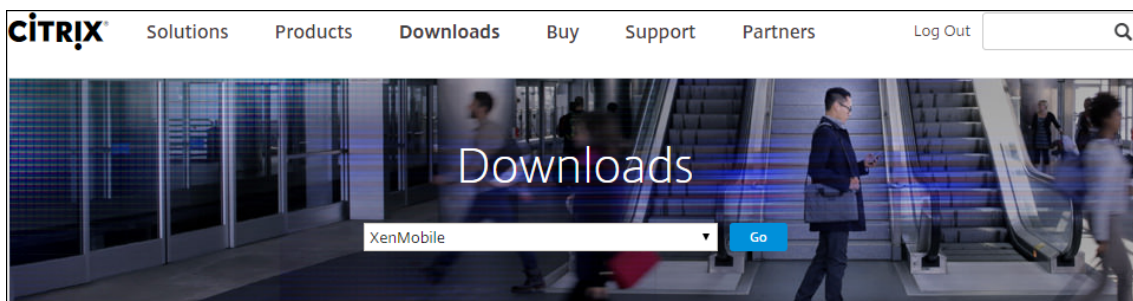 CITRIX Solutions Products Downloads Buy Support Partners Log Out
Downloads
XenMobile Go